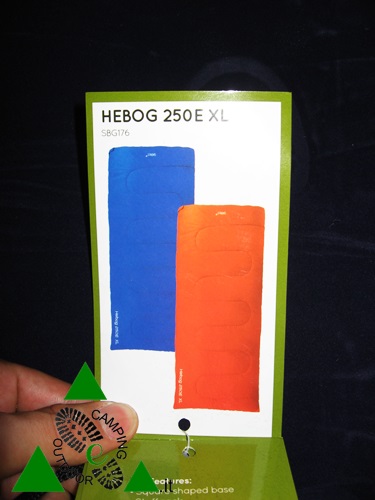 HEBOG 250E XL
SBG176
Features:
Square shaped base
CAMPING
OUTDOOR